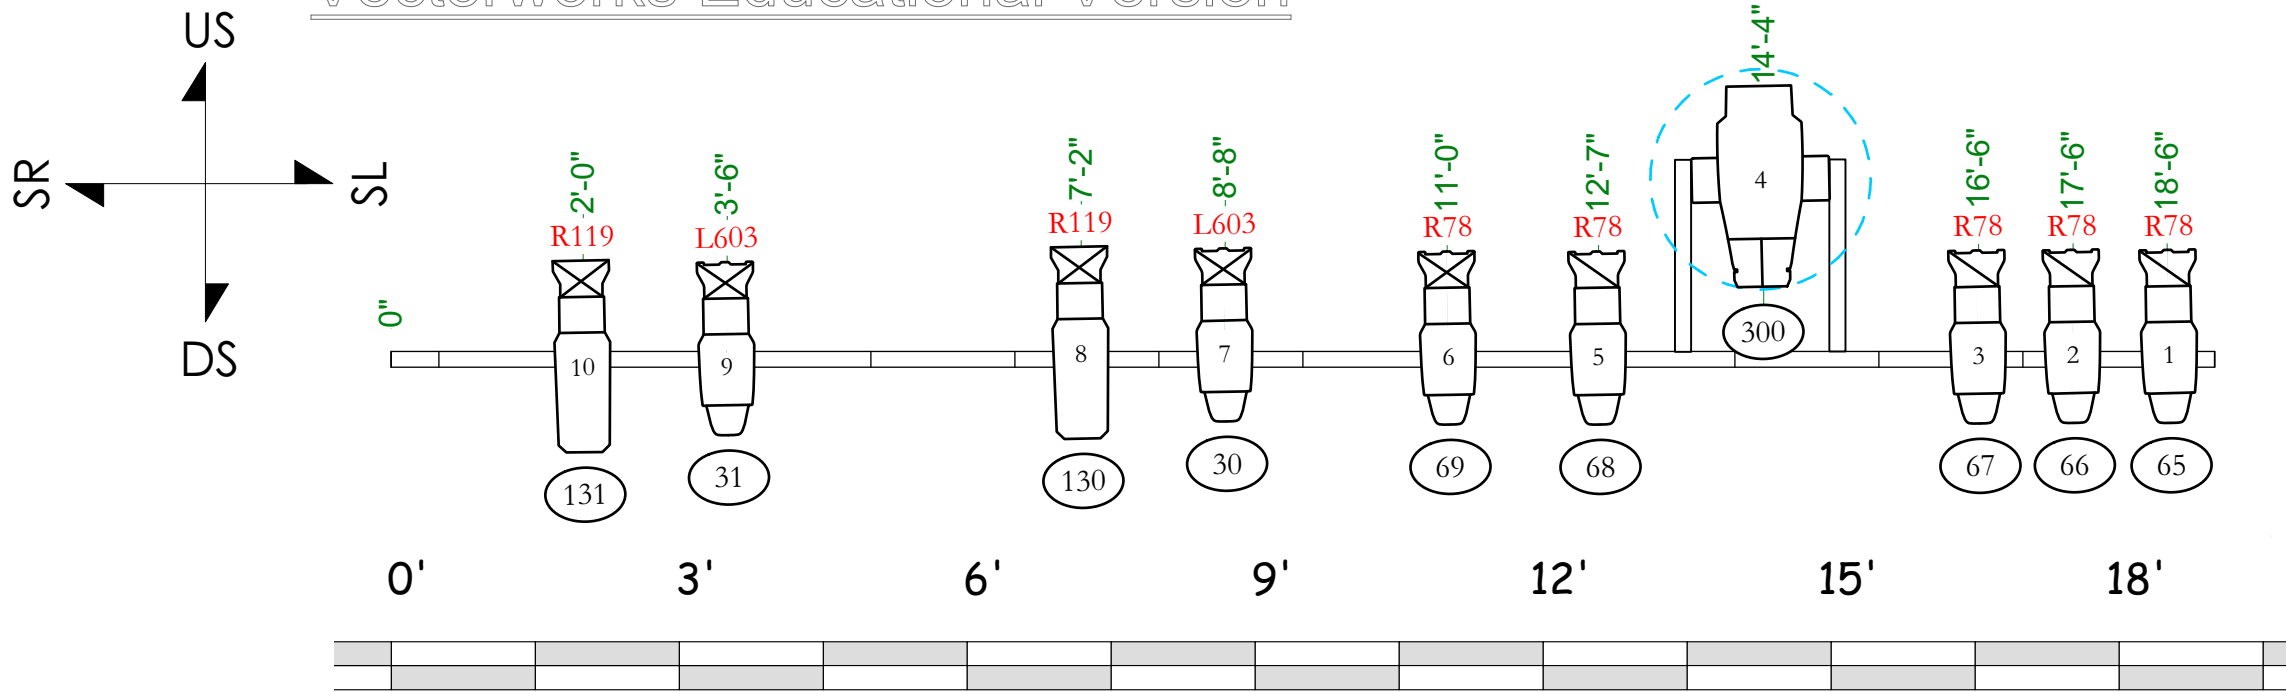 Vectorworks Educational Version
US
SR
SL
DS
0"
2'-0"
3'-6"
7'-2"
8'-8"
11'-0"
12'-7"
14'-4"
16'-6"
17'-6"
18'-6"
R119
L603
R119
L603
R78
R78
R78
R78
R78
10
9
8
7
6
5
4
3
2
1
131
31
130
30
69
68
300
67
66
65
0' 3' 6' 9' 12' 15' 18'